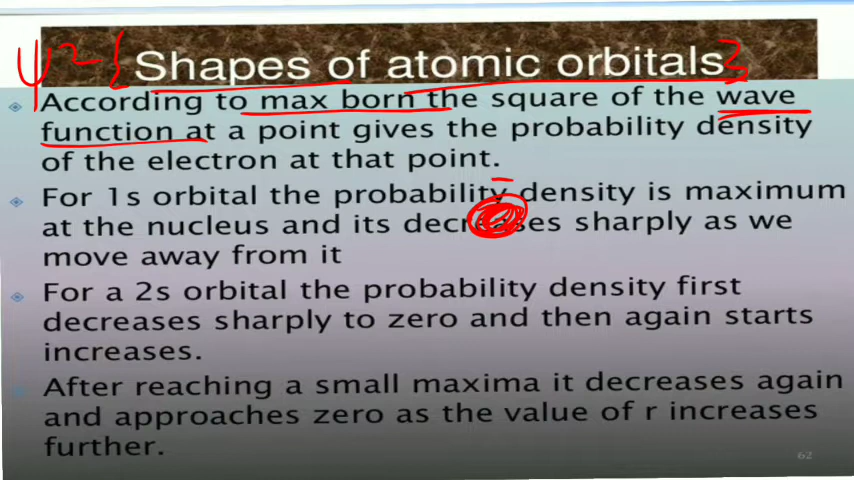 ψ² { Shapes of atomic orbitals }
According to max born the square of the wave
function at a point gives the probability density
of the electron at that point.
For 1s orbital the probability density is maximum
at the nucleus and its decreases sharply as we
move away from it
For a 2s orbital the probability density first
decreases sharply to zero and then again starts
increases.
After reaching a small maxima it decreases again
and approaches zero as the value of r increases
further.
62